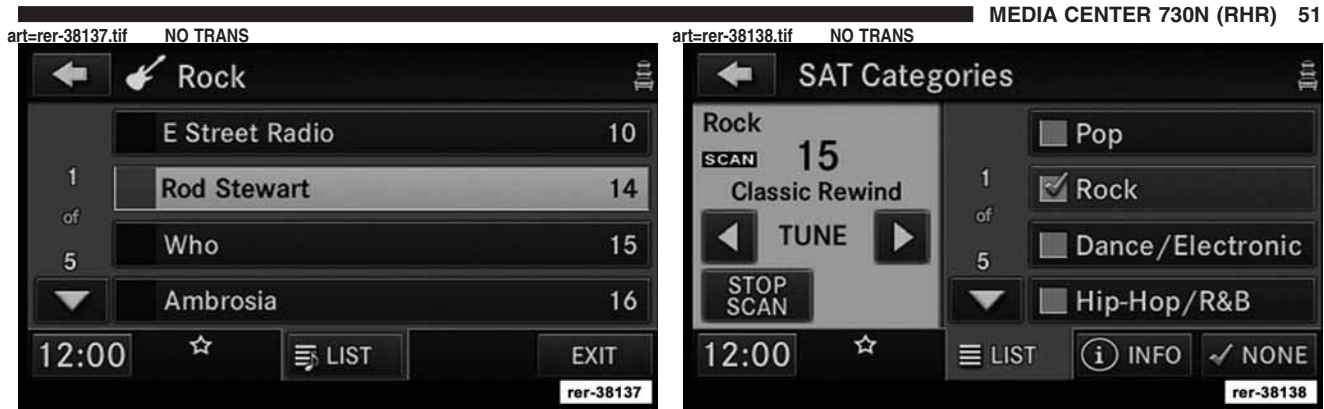 MEDIA CENTER 730N (RHR) 51
art=rer-38137.tif NO TRANS
Rock
E Street Radio 10
Rod Stewart 14
Who 15
Ambrosia 16
1
of
5
12:00
LIST
EXIT
rer-38137
art=rer-38138.tif NO TRANS
SAT Categories
Rock
SCAN 15
Classic Rewind
TUNE
STOP
SCAN
1
of
5
Pop
Rock
Dance/Electronic
Hip-Hop/R&B
12:00
LIST
INFO
NONE
rer-38138